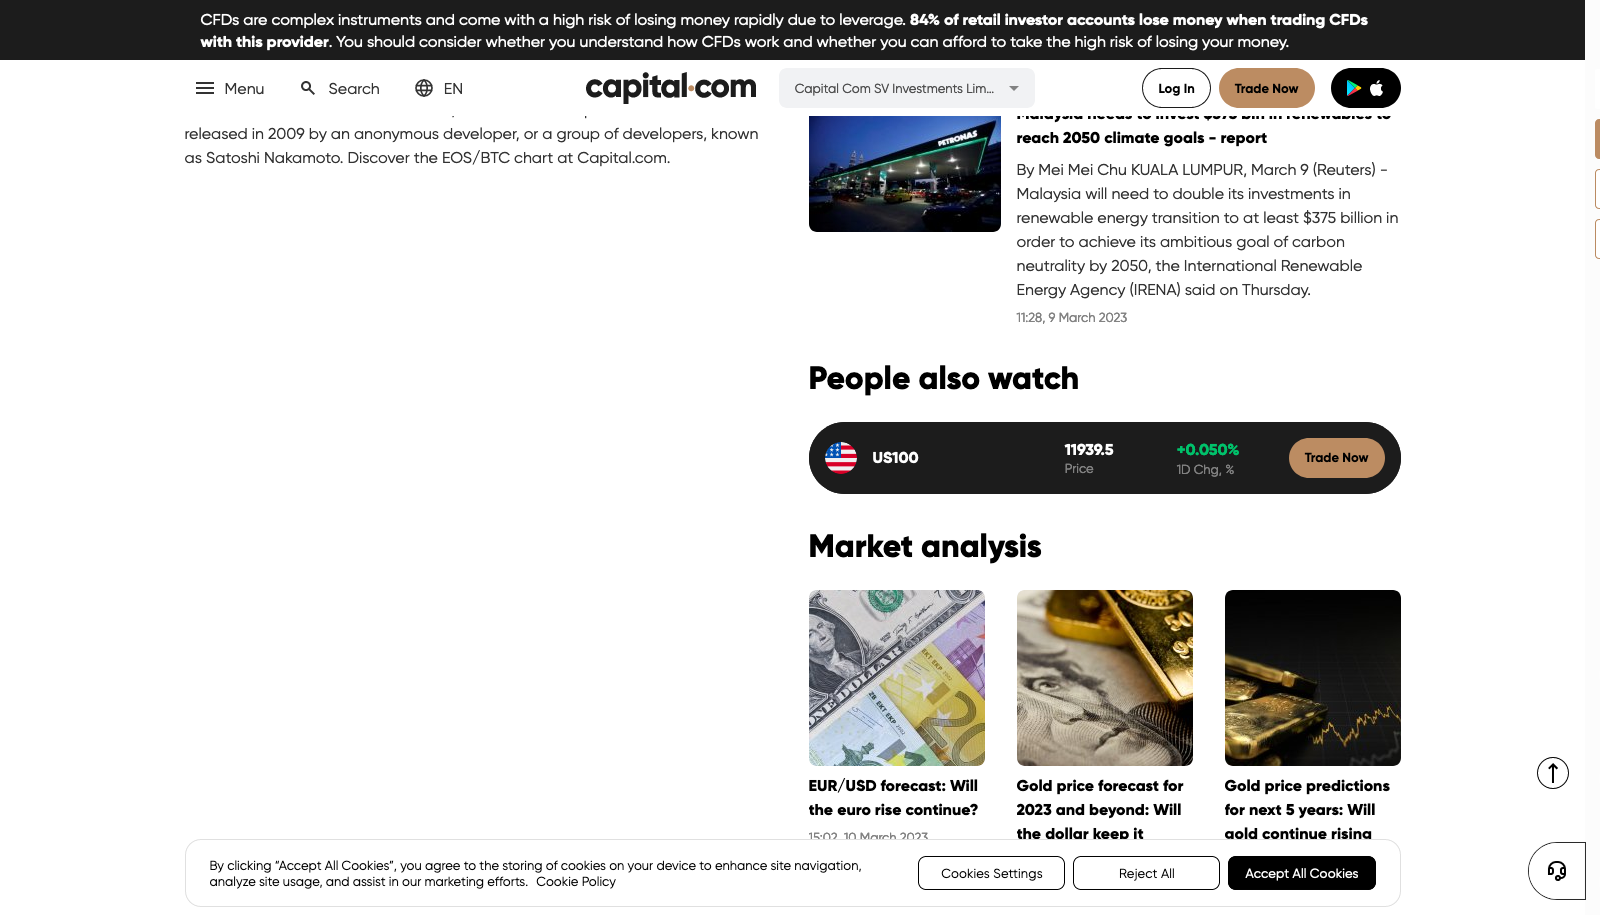 CFDs are complex instruments and come with a high risk of losing money rapidly due to leverage. 84% of retail investor accounts lose money when trading CFDs
with this provider. You should consider whether you understand how CFDs work and whether you can afford to take the high risk of losing your money.
Menu
Search
EN
capital.com
Capital Com SV Investments Lim...
Log In
Trade Now
released in 2009 by an anonymous developer, or a group of developers, known
as Satoshi Nakamoto. Discover the EOS/BTC chart at Capital.com.
PETRONAS
Malaysia needs to invest $375 bln in renewables to
reach 2050 climate goals - report
By Mei Mei Chu KUALA LUMPUR, March 9 (Reuters) -
Malaysia will need to double its investments in
renewable energy transition to at least $375 billion in
order to achieve its ambitious goal of carbon
neutrality by 2050, the International Renewable
Energy Agency (IRENA) said on Thursday.
11:28, 9 March 2023
People also watch
US100
11939.5
Price
+0.050%
1D Chg, %
Trade Now
Market analysis
EUR/USD forecast: Will
the euro rise continue?
15:02, 10 March 2023
Gold price forecast for
2023 and beyond: Will
the dollar keep it
Gold price predictions
for next 5 years: Will
gold continue rising
By clicking “Accept All Cookies”, you agree to the storing of cookies on your device to enhance site navigation,
analyze site usage, and assist in our marketing efforts. Cookie Policy
Cookies Settings
Reject All
Accept All Cookies